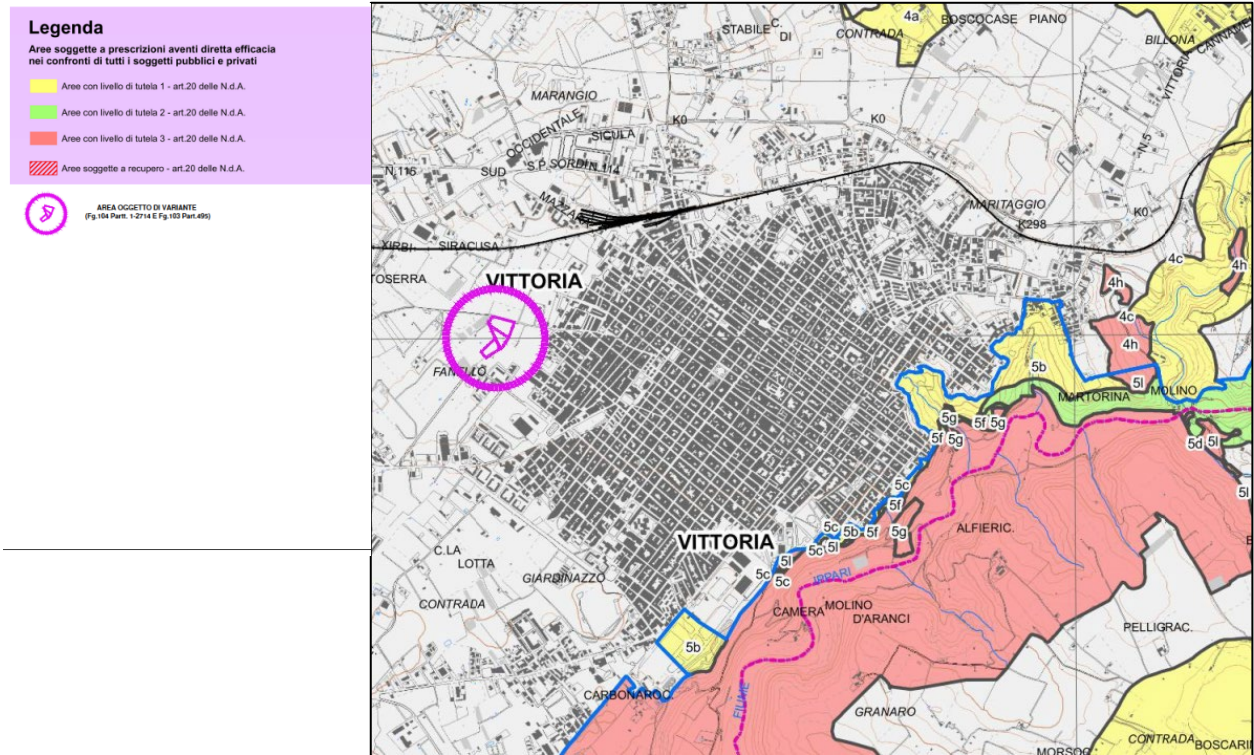 Legenda
Aree soggette a prescrizioni aventi diretta efficacia
nei confronti di tutti i soggetti pubblici e privati
Aree con livello di tutela 1 - art.20 delle N.d.A.
Aree con livello di tutela 2 - art.20 delle N.d.A.
Aree con livello di tutela 3 - art.20 delle N.d.A.
Aree soggette a recupero - art.20 delle N.d.A.
AREA OGGETTO DI VARIANTE
(Fg.104 Partt. 1-2714 E Fg.103 Part.495)
4a
BOSCOCASE PIANO
STABILE C.
DI
CONTRADA
BILLONA
CANNAME
VITTORIA
MARANGIO
OCCIDENTALE
SICULA
K0
K0
N.5
N.115
SUD
S.P. SORDI N.
MARITAGGIO
K298
K0
SIRACUSA
4c
4h
TOSERRA
VITTORIA
4h
4c
4h
5b
5l
FANELLO
MARTORINA
MOLINO
5g
5f
5g
5f
5g
5d
5l
5c
5l
5f
ALFIERIC.
5c
5b
5f
5g
VITTORIA
5c
5l
5l
5c
5c
C.LA
LOTTA
GIARDINAZZO
IPPARI
CONTRADA
CAMERA
MOLINO
D'ARANCI
PELLIGRAC.
5b
CARBONARO C.
FIUME
GRANARO
CONTRADA
BOSCARI
MORSOC.